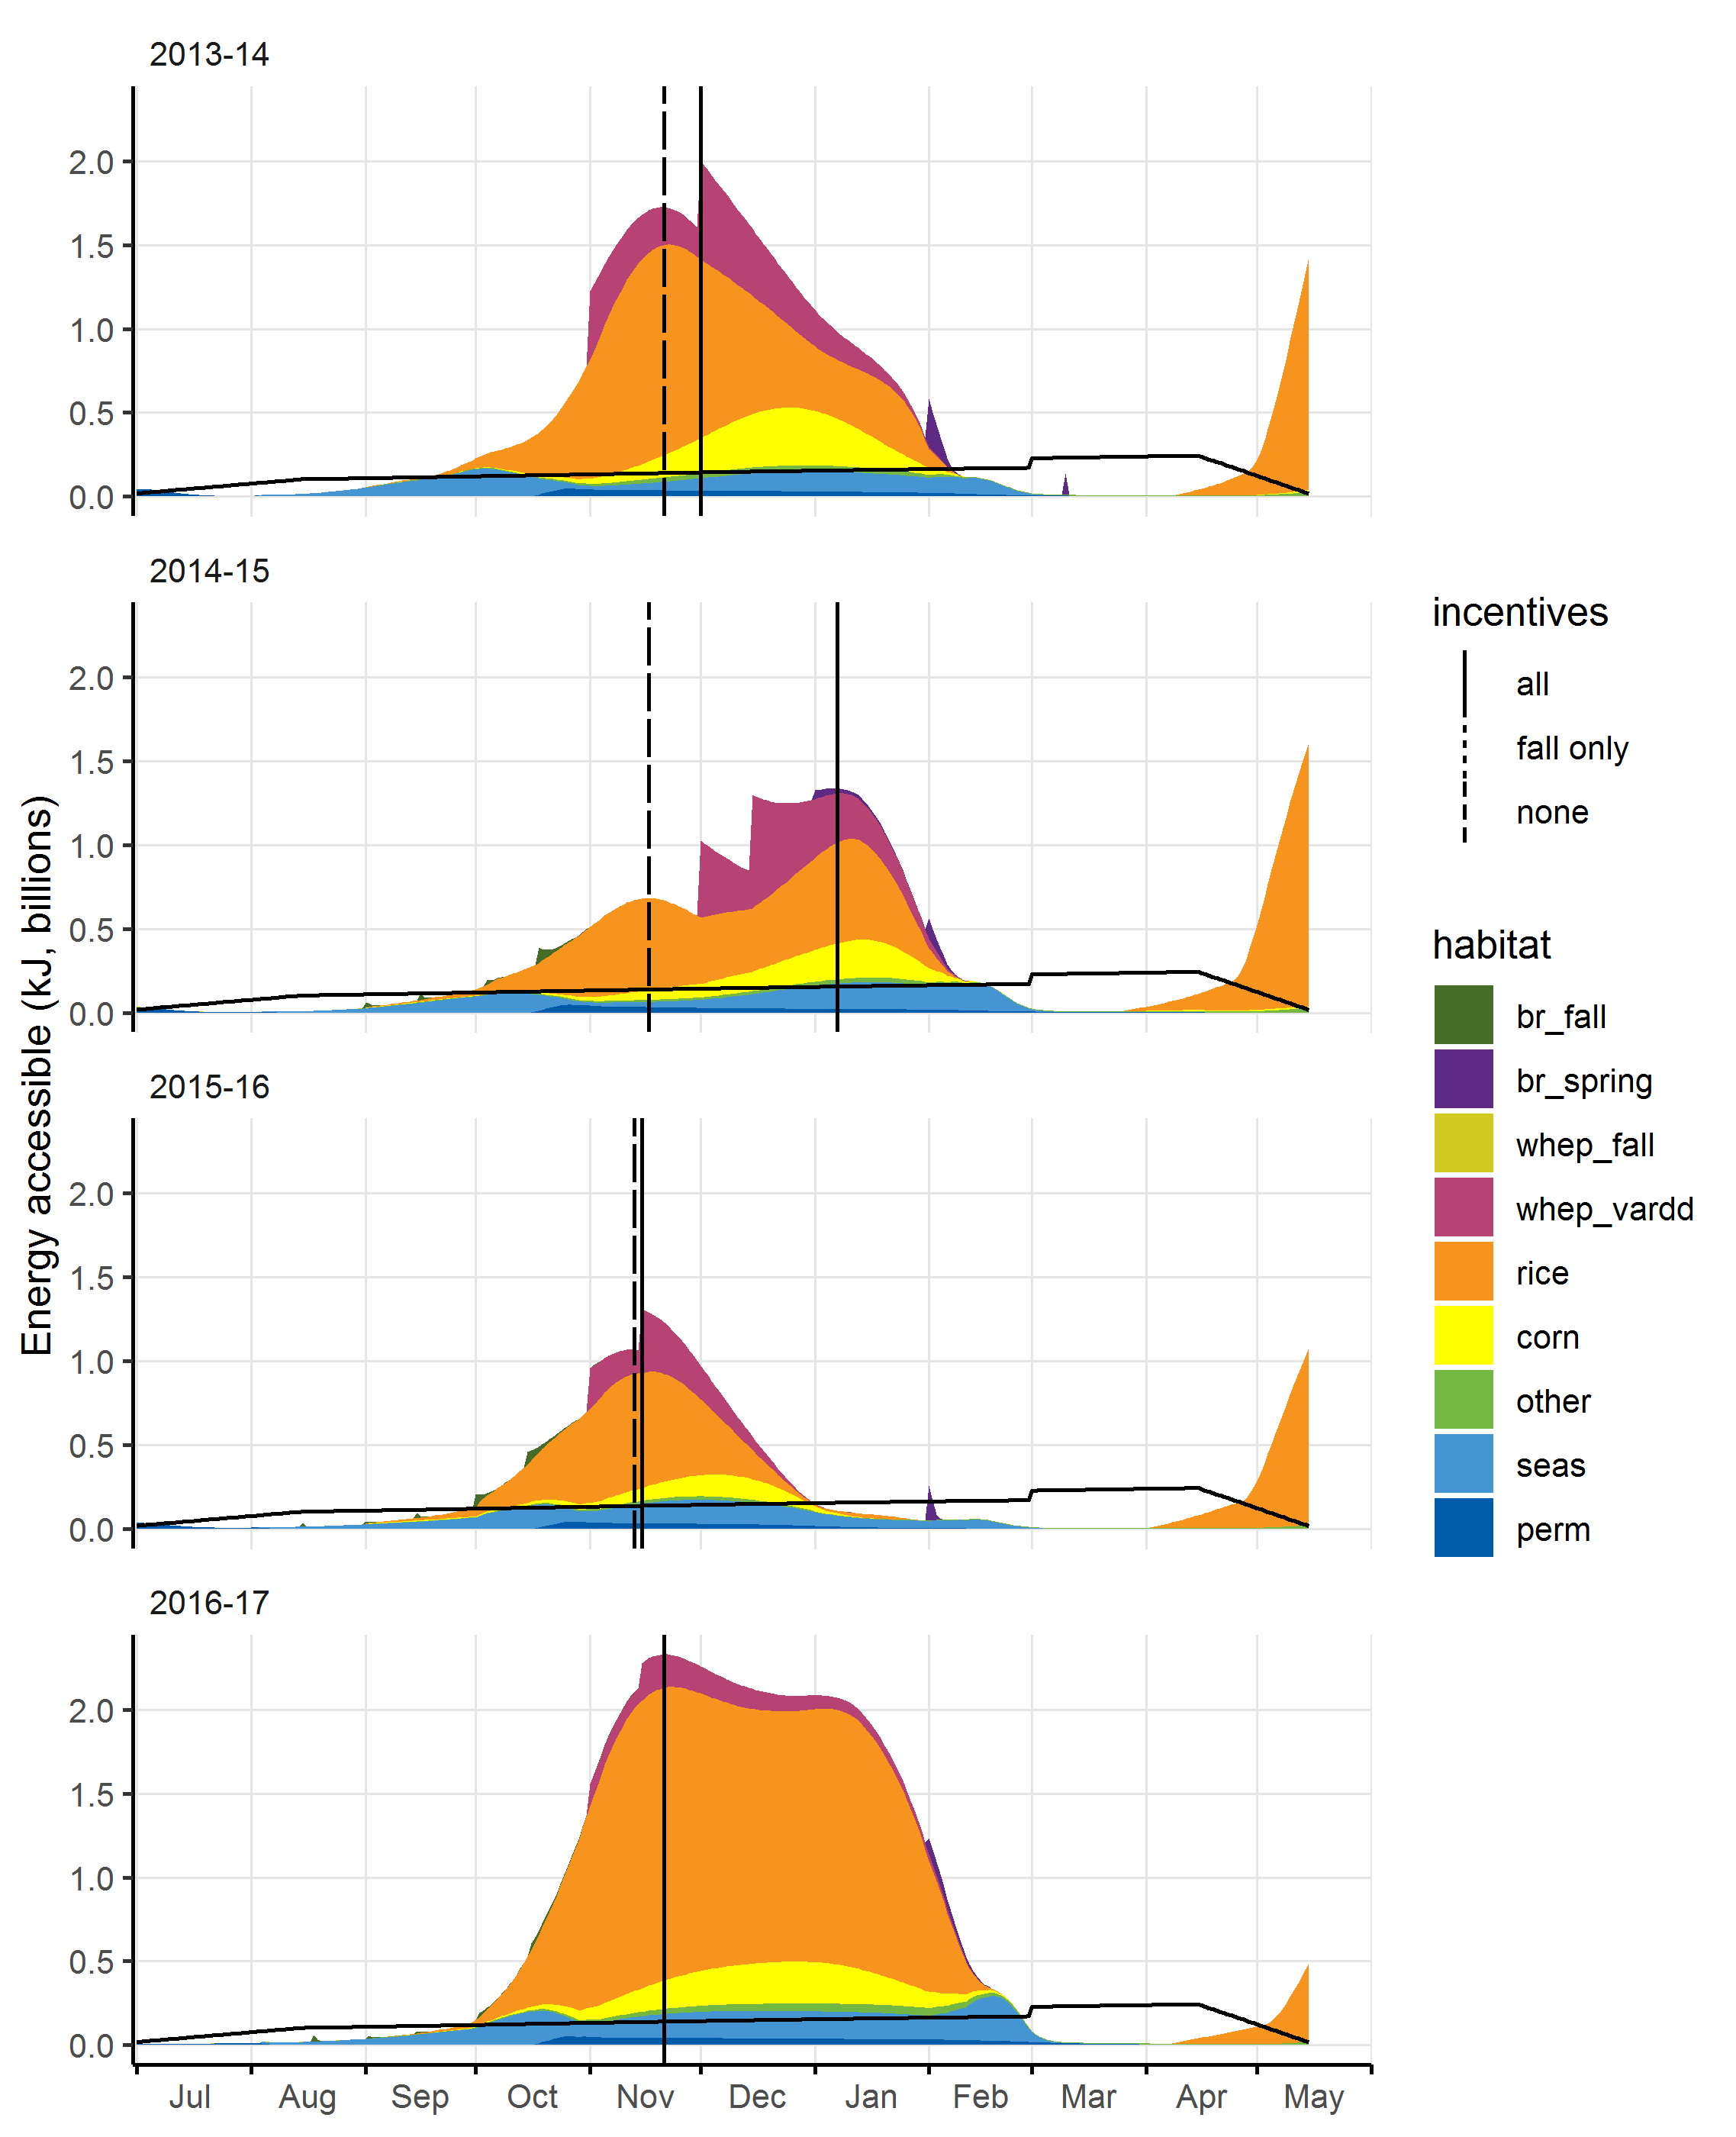 2013-14
2.0
1.5
1.0
0.5
0.0
2014-15
2.0
1.5
1.0
0.5
0.0
2015-16
2.0
1.5
1.0
0.5
0.0
2016-17
2.0
1.5
1.0
0.5
0.0
Jul Aug Sep Oct Nov Dec Jan Feb Mar Apr May
Energy accessible (kJ, billions)
incentives
all
fall only
none
habitat
br_fall
br_spring
whep_fall
whep_vardd
rice
corn
other
seas
perm